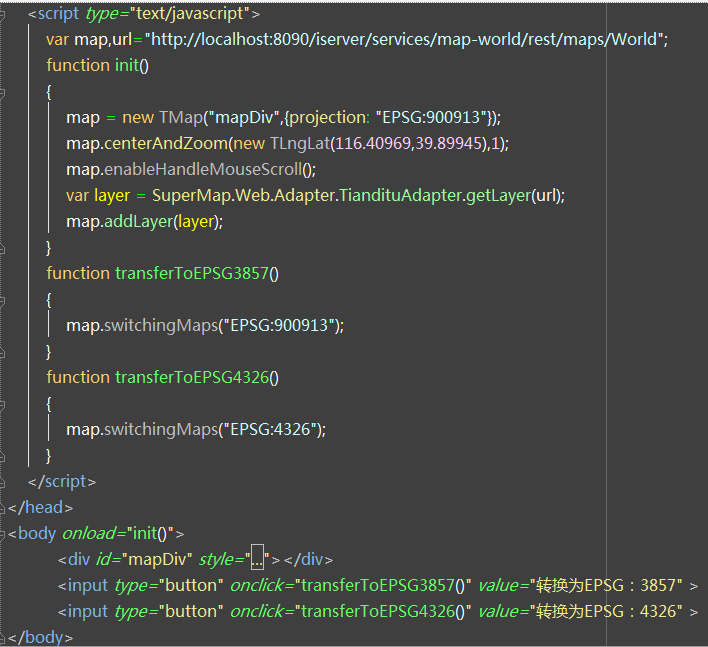 <script type="text/javascript">
var map,url="http://localhost:8090/iserver/services/map-world/rest/maps/World";
function init()
{
map = new TMap("mapDiv",{projection: "EPSG:900913"});
map.centerAndZoom(new TLngLat(116.40969,39.89945),1);
map.enableHandleMouseScroll();
var layer = SuperMap.Web.Adapter.TiandituAdapter.getLayer(url);
map.addLayer(layer);
}
function transferToEPSG3857()
{
map.switchingMaps("EPSG:900913");
}
function transferToEPSG4326()
{
map.switchingMaps("EPSG:4326");
}
</script>
</head>
<body onload="init()">
<div id="mapDiv" style="..."></div>
<input type="button" onclick="transferToEPSG3857()" value="转换为EPSG：3857" >
<input type="button" onclick="transferToEPSG4326()" value="转换为EPSG：4326" >
</body>